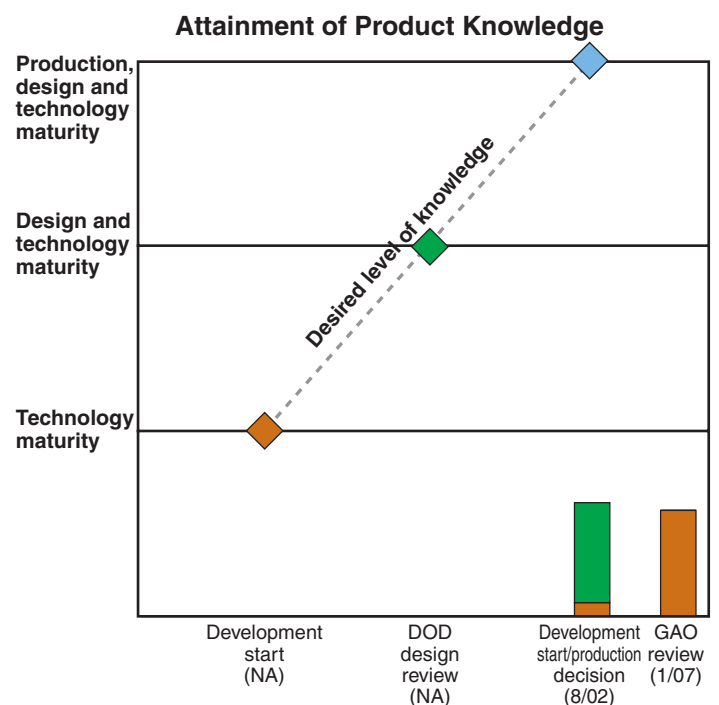 Attainment of Product Knowledge
Production,
design and
technology
maturity
Design and
technology
maturity
Technology
maturity
Desired level of knowledge
Development
start
(NA)
DOD
design
review
(NA)
Development
start/production
decision
(8/02)
GAO
review
(1/07)